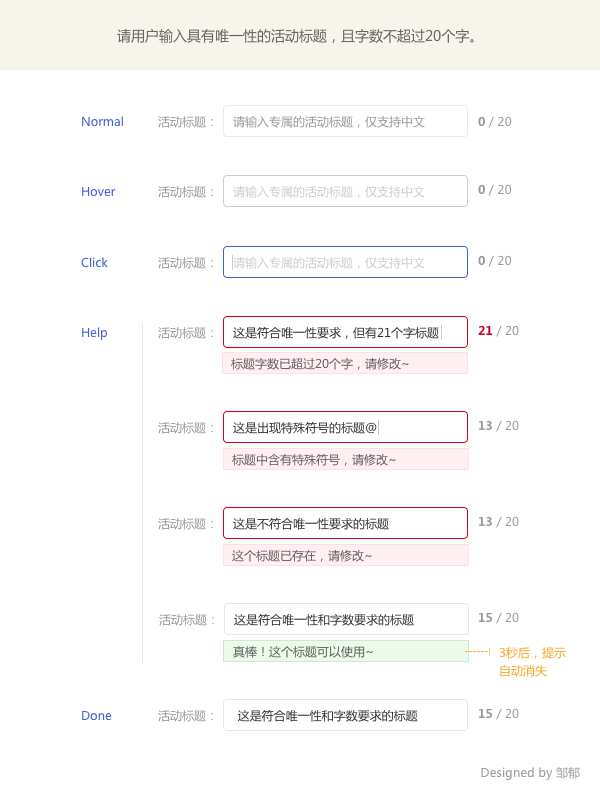 请用户输入具有唯一性的活动标题，且字数不超过20个字。
Normal 活动标题： 请输入专属的活动标题，仅支持中文 0 / 20
Hover 活动标题： 请输入专属的活动标题，仅支持中文 0 / 20
Click 活动标题： 请输入专属的活动标题，仅支持中文 0 / 20
Help 活动标题： 这是符合唯一性要求，但有21个字标题 21 / 20
标题字数已超过20个字，请修改~
活动标题： 这是出现特殊符号的标题@ 13 / 20
标题中含有特殊符号，请修改~
活动标题： 这是不符合唯一性要求的标题 13 / 20
这个标题已存在，请修改~
活动标题： 这是符合唯一性和字数要求的标题 15 / 20
真棒！这个标题可以使用~ 3秒后，提示
自动消失
Done 活动标题： 这是符合唯一性和字数要求的标题 15 / 20
Designed by 邹郁